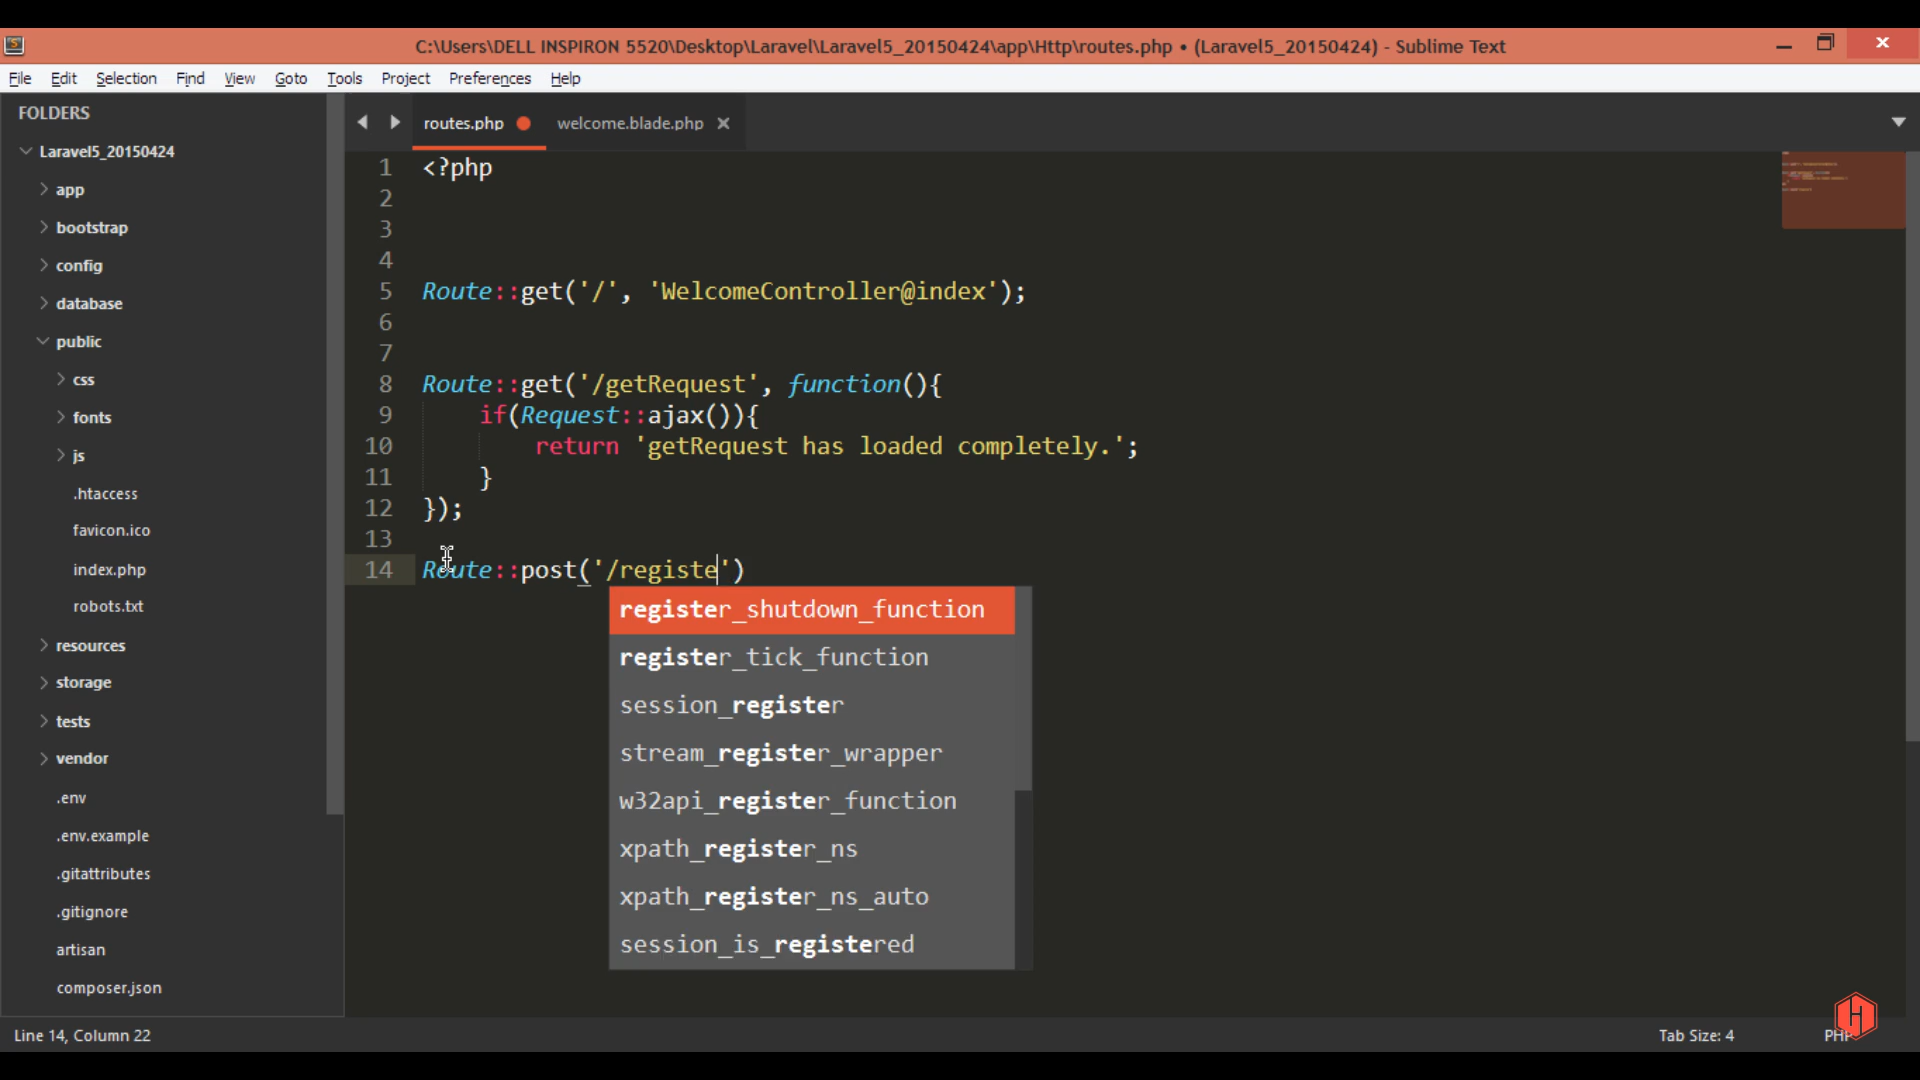 C:\Users\DELL INSPIRON 5520\Desktop\Laravel\Laravel5_20150424\app\Http\routes.php • (Laravel5_20150424) - Sublime Text
File Edit Selection Find View Goto Tools Project Preferences Help
FOLDERS
Laravel5_20150424
app
bootstrap
config
database
public
css
fonts
js
.htaccess
favicon.ico
index.php
robots.txt
resources
storage
tests
vendor
.env
.env.example
.gitattributes
.gitignore
artisan
composer.json
routes.php welcome.blade.php
1 <?php
2
3
4
5 Route::get('/', 'WelcomeController@index');
6
7
8 Route::get('/getRequest', function(){
9 if(Request::ajax()){
10 return 'getRequest has loaded completely.';
11 }
12 });
13
14 Route::post('/registe')
register_shutdown_function
register_tick_function
session_register
stream_register_wrapper
w32api_register_function
xpath_register_ns
xpath_register_ns_auto
session_is_registered
Line 14, Column 22
Tab Size: 4
PHP
H